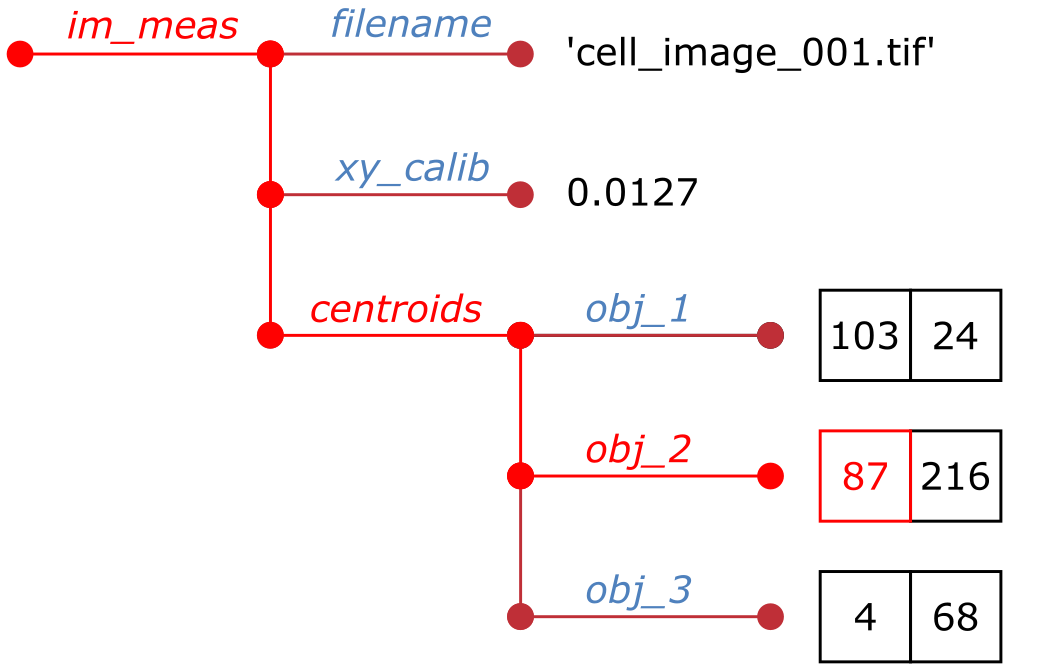 im_meas filename 'cell_image_001.tif'
xy_calib 0.0127
centroids obj_1 103 24
obj_2 87 216
obj_3 4 68